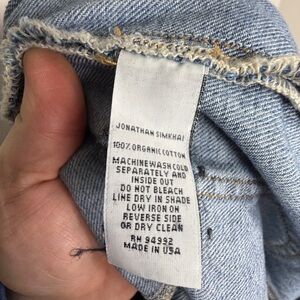 JONATHAN SIMKHAI
100% ORGANIC COTTON
MACHINE WASH COLD
SEPARATELY AND
INSIDE OUT
DO NOT BLEACH
LINE DRY IN SHADE
LOW IRON ON
REVERSE SIDE
OR DRY CLEAN
RN 94992
MADE IN USA